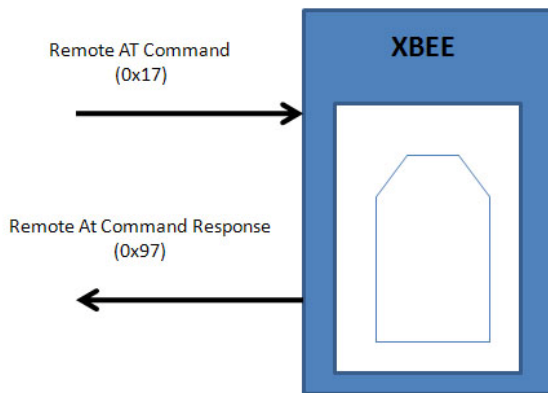 XBEE
Remote AT Command
(0x17)
Remote At Command Response
(0x97)